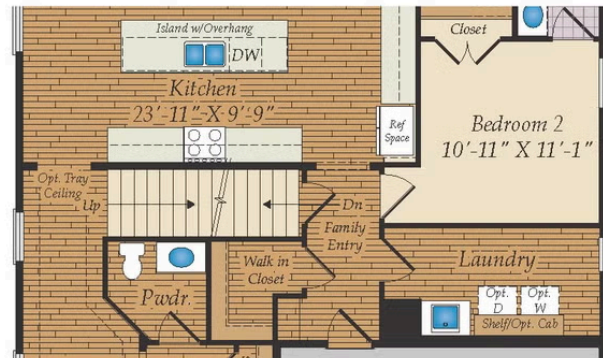 Island w/Overhang
DW
Kitchen
23'-11" X 9'-9"
Ref
Space
Closet
Bedroom 2
10'-11" X 11'-1"
Opt. Tray
Ceiling
Up
Dn
Family
Entry
Walk in
Closet
Pwdr.
Laundry
Opt.
D
Opt.
W
Shelf/Opt. Cab